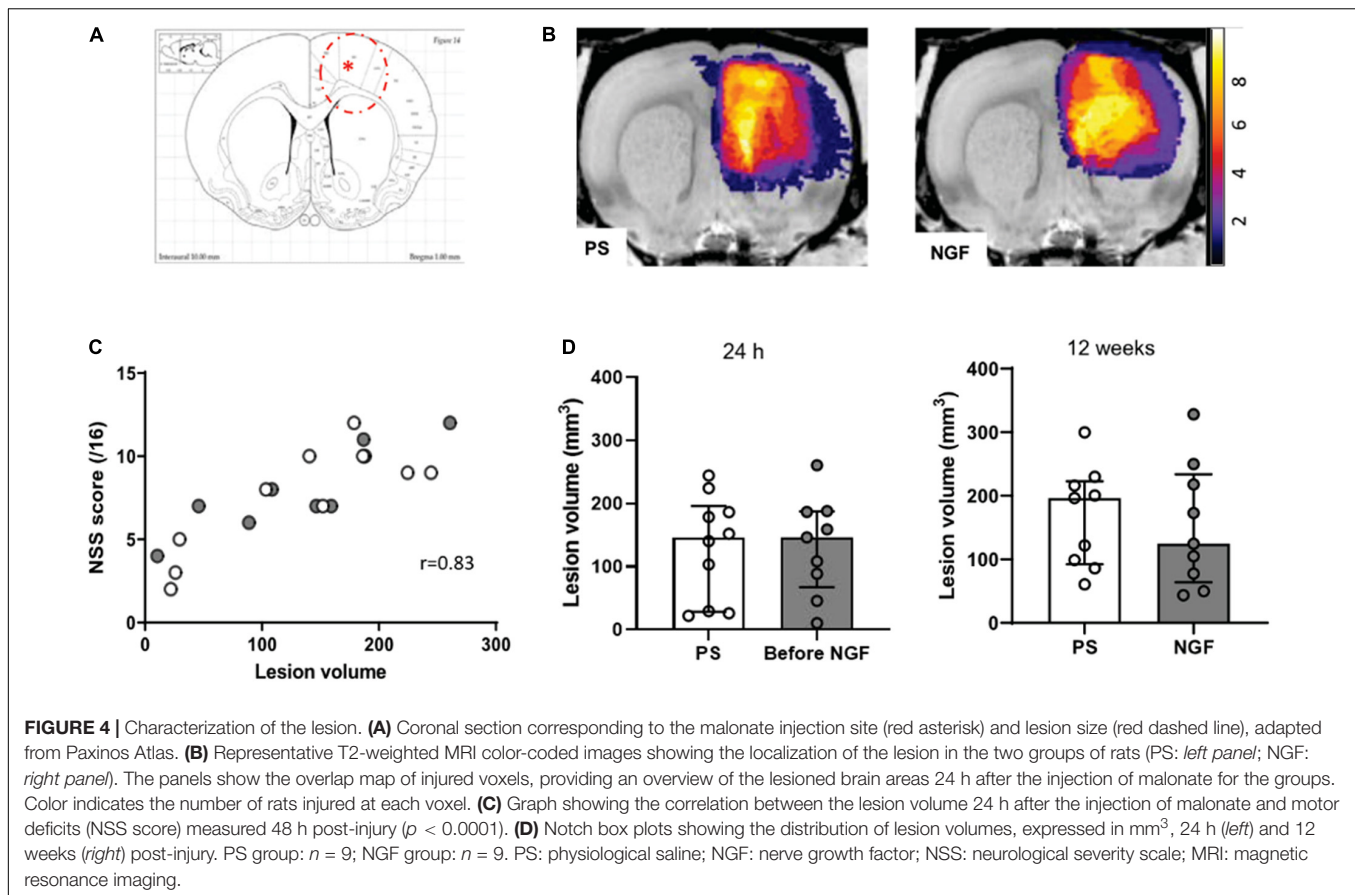 A
Figure 14
Interaural 10.00 mm
Bregma 1.00 mm
B
PS
NGF
8
6
4
2
C
NSS score (/16)
15
10
5
0
0
100
200
300
r=0.83
Lesion volume
D
24 h
Lesion volume (mm³)
400
300
200
100
0
PS
Before NGF
12 weeks
Lesion volume (mm³)
400
300
200
100
0
PS
NGF
FIGURE 4 | Characterization of the lesion. (A) Coronal section corresponding to the malonate injection site (red asterisk) and lesion size (red dashed line), adapted
from Paxinos Atlas. (B) Representative T2-weighted MRI color-coded images showing the localization of the lesion in the two groups of rats (PS: left panel; NGF:
right panel). The panels show the overlap map of injured voxels, providing an overview of the lesioned brain areas 24 h after the injection of malonate for the groups.
Color indicates the number of rats injured at each voxel. (C) Graph showing the correlation between the lesion volume 24 h after the injection of malonate and motor
deficits (NSS score) measured 48 h post-injury (p < 0.0001). (D) Notch box plots showing the distribution of lesion volumes, expressed in mm³, 24 h (left) and 12
weeks (right) post-injury. PS group: n = 9; NGF group: n = 9. PS: physiological saline; NGF: nerve growth factor; NSS: neurological severity scale; MRI: magnetic
resonance imaging.